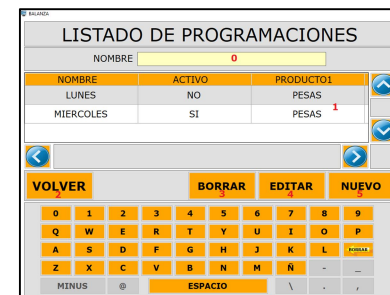 BALANZA
LISTADO DE PROGRAMACIONES
NOMBRE 0
NOMBRE ACTIVO PRODUCTO1
LUNES NO PESAS
MIERCOLES SI PESAS 1
VOLVER BORRAR EDITAR NUEVO
2 3 4 5
0 1 2 3 4 5 6 7 8 9
Q W E R T Y U I O P
A S D F G H J K L BORRAR
Z X C V B N M Ñ - _
MINUS @ ESPACIO \ . ,